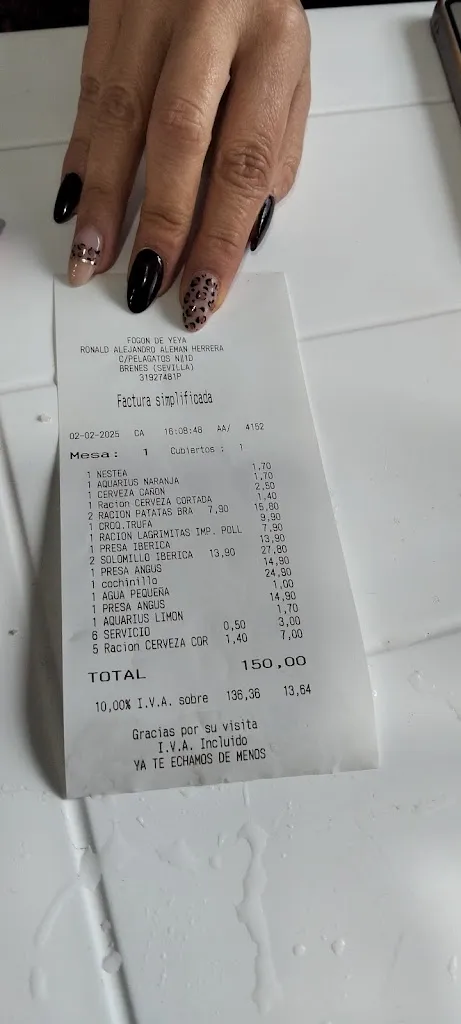 FOGON DE YEYA
RONALD ALEJANDRO ALEMAN HERRERA
C/PELAGATOS Nº1D
BRENES (SEVILLA)
31927481P
Factura simplificada
02-02-2025 CA 16:08:48 AA/ 4152
Mesa: 1 Cubiertos : 1
1 NESTEA 1,70
1 AQUARIUS NARANJA 1,70
1 CERVEZA CAÑON 2,50
1 Racion CERVEZA CORTADA 1,40
2 RACION PATATAS BRA 7,90 15,80
1 CROQ.TRUFA 9,90
1 RACION LAGRIMITAS IMP. POLL 7,90
1 PRESA IBERICA 13,90
2 SOLOMILLO IBERICA 13,90 27,80
1 PRESA ANGUS 14,90
1 cochinillo 24,90
1 AGUA PEQUEÑA 1,00
1 PRESA ANGUS 14,90
1 AQUARIUS LIMON 1,70
6 SERVICIO 0,50 3,00
5 Racion CERVEZA COR 1,40 7,00
TOTAL 150,00
10,00% I.V.A. sobre 136,36 13,64
Gracias por su visita
I.V.A. Incluido
YA TE ECHAMOS DE MENOS